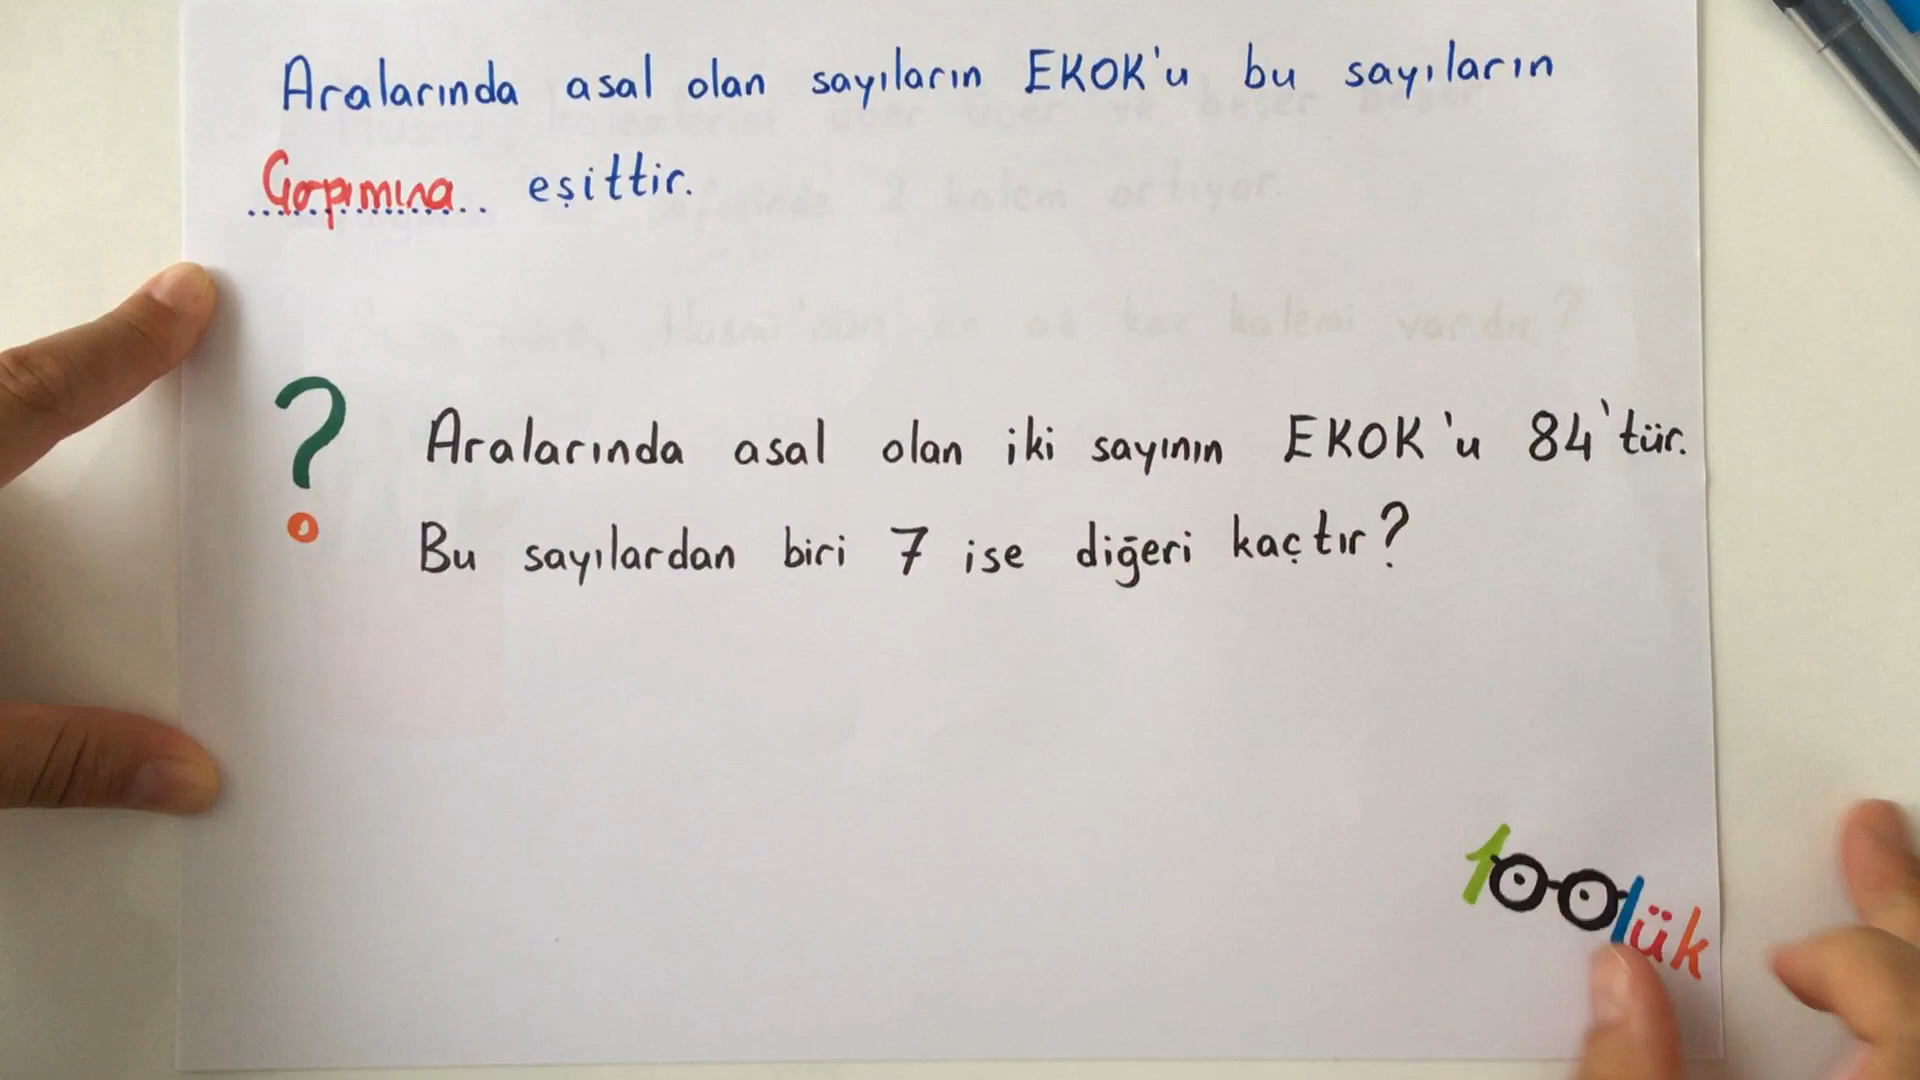 Aralarında asal olan sayıların EKOK'u bu sayıların
Çarpımına eşittir.
? Aralarında asal olan iki sayının EKOK'u 84'tür.
Bu sayılardan biri 7 ise diğeri kaçtır?
100lük